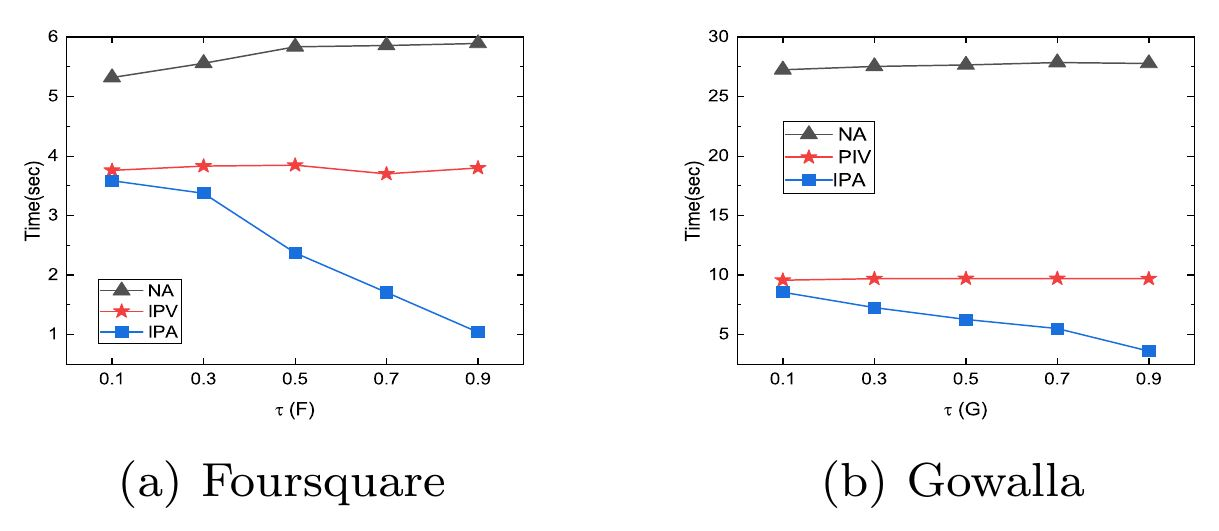 6
5
4
3
2
1
Time(sec)
NA
IPV
IPA
0.1 0.3 0.5 0.7 0.9
τ (F)
(a) Foursquare
30
25
20
15
10
5
Time(sec)
NA
PIV
IPA
0.1 0.3 0.5 0.7 0.9
τ (G)
(b) Gowalla